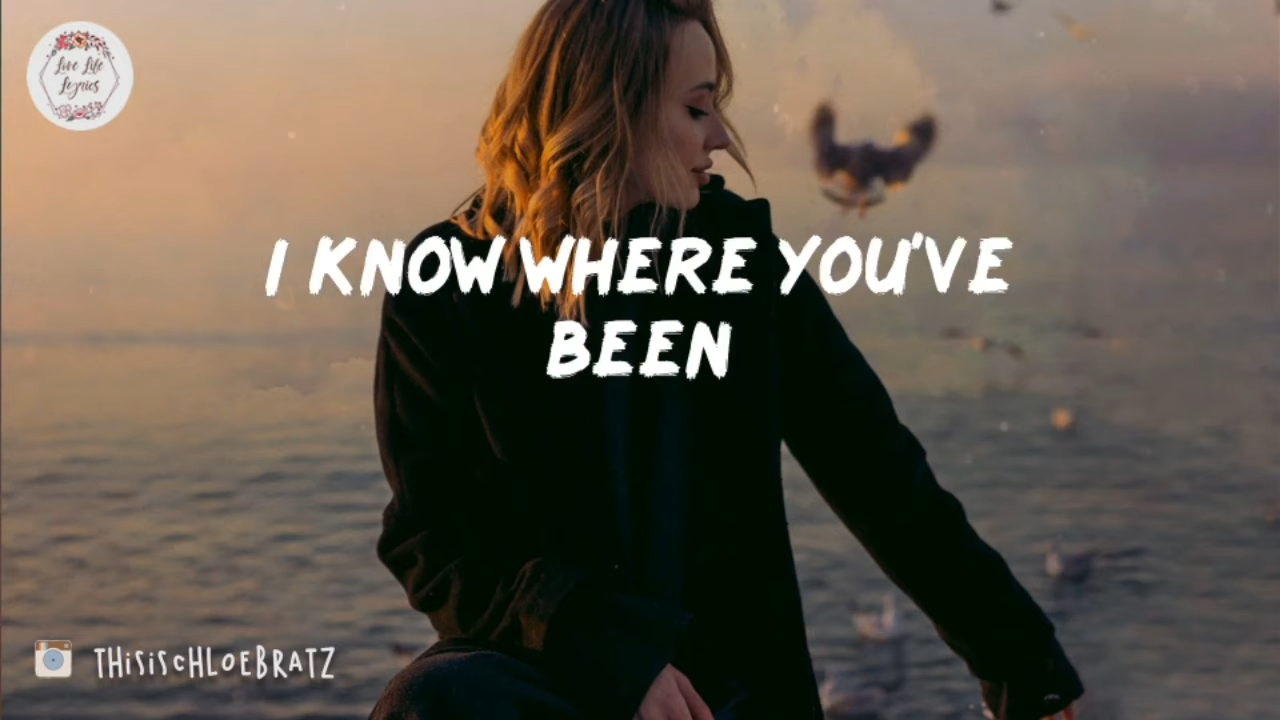 Live Life
Lyrics
I KNOW WHERE YOU'VE
BEEN
THISISCHLOEBRATZ